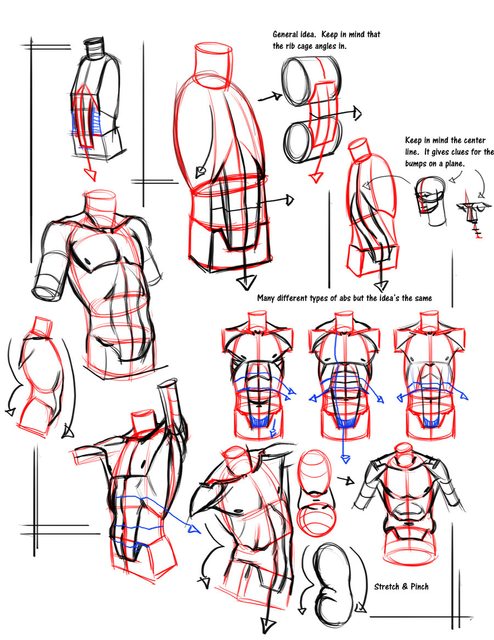 General idea. Keep in mind that
the rib cage angles in.
Keep in mind the center
line. It gives clues for the
bumps on a plane.
Many different types of abs but the idea's the same
Stretch & Pinch